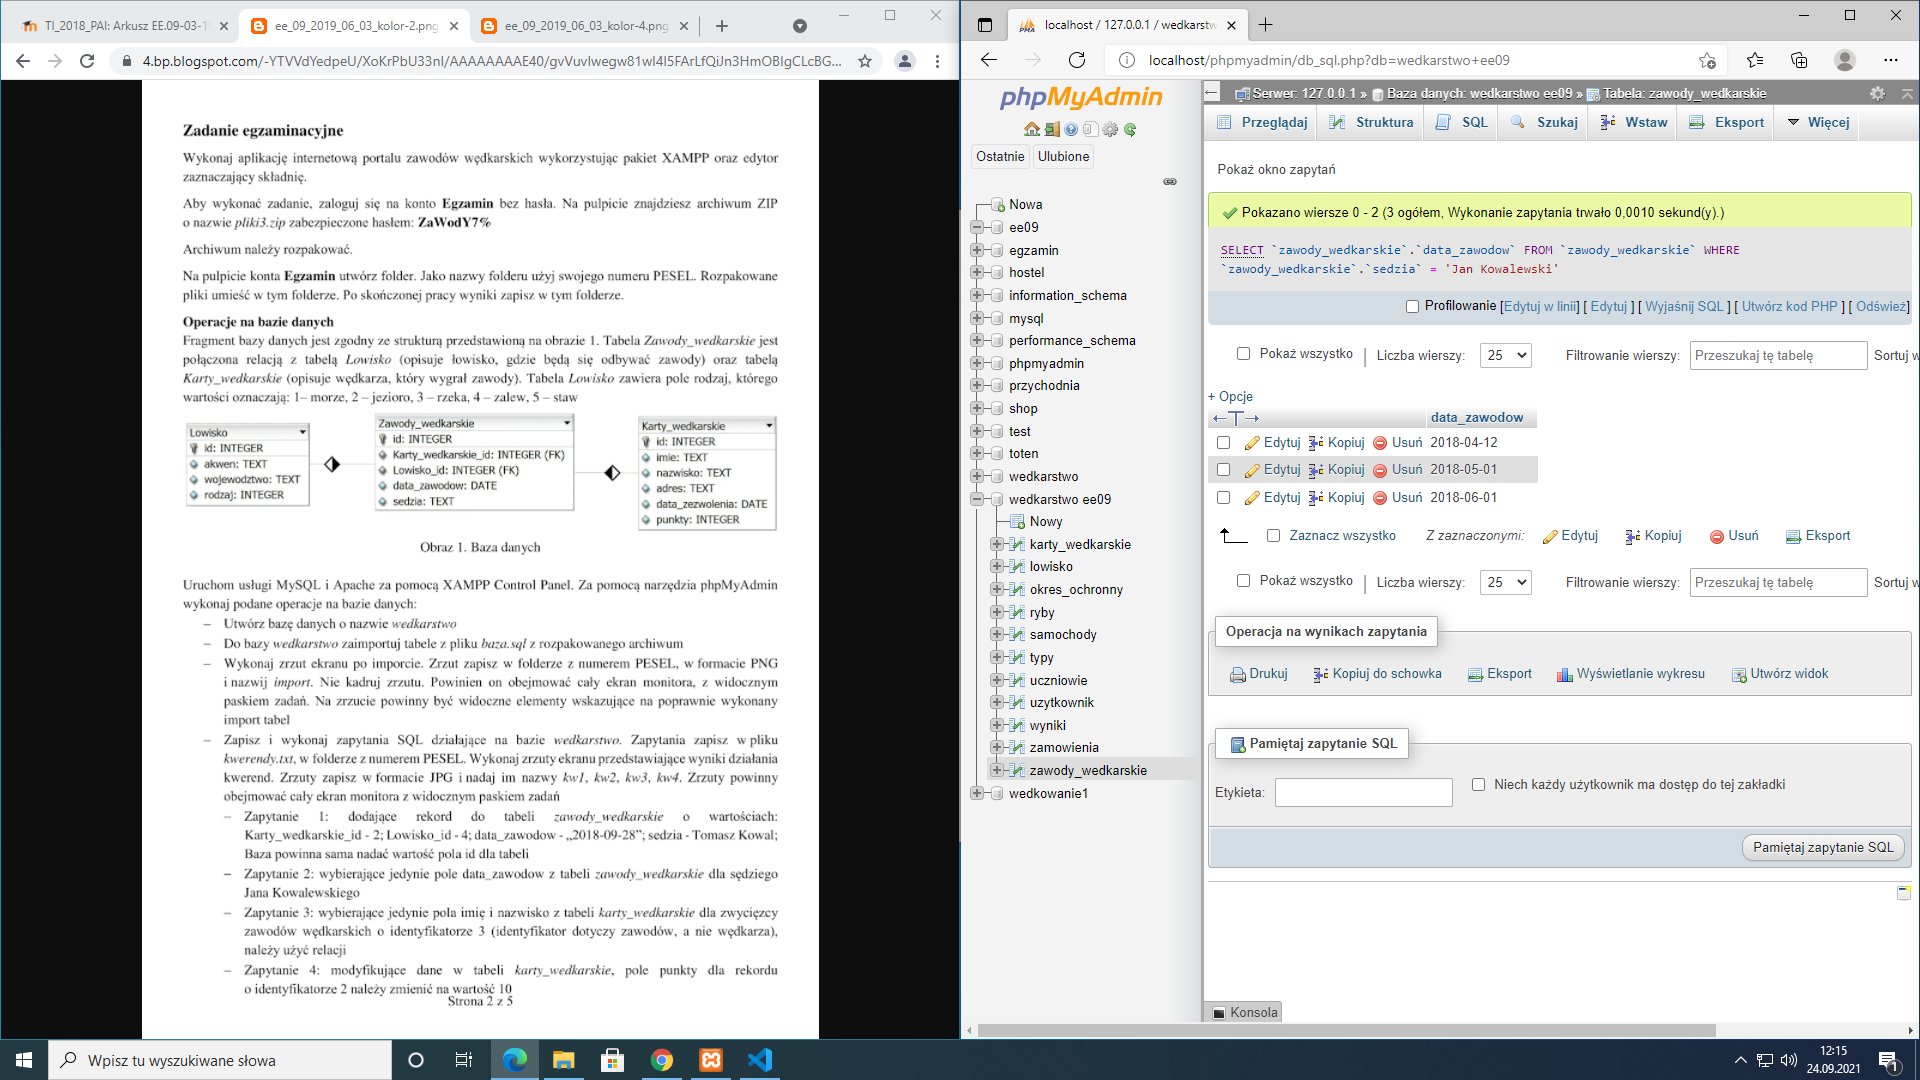 TI_2018_PAI: Arkusz EE.09-03-1
ee_09_2019_06_03_kolor-2.png
ee_09_2019_06_03_kolor-4.png
4.bp.blogspot.com/-YTVVdYedpeU/XoKrPbU33nI/AAAAAAAAE40/gvVuvIwegw81wI4I5FArLfQiJn3HmOBIgCLcBG...
Zadanie egzaminacyjne
Wykonaj aplikację internetową portalu zawodów wędkarskich wykorzystując pakiet XAMPP oraz edytor
zaznaczający składnię.
Aby wykonać zadanie, zaloguj się na konto Egzamin bez hasła. Na pulpicie znajdziesz archiwum ZIP
o nazwie pliki3.zip zabezpieczone hasłem: ZaWodY7%
Archiwum należy rozpakować.
Na pulpicie konta Egzamin utwórz folder. Jako nazwy folderu użyj swojego numeru PESEL. Rozpakowane
pliki umieść w tym folderze. Po skończonej pracy wyniki zapisz w tym folderze.
Operacje na bazie danych
Fragment bazy danych jest zgodny ze strukturą przedstawioną na obrazie 1. Tabela Zawody_wedkarskie jest
połączona relacją z tabelą Lowisko (opisuje łowisko, gdzie będą się odbywać zawody) oraz tabelą
Karty_wedkarskie (opisuje wędkarza, który wygrał zawody). Tabela Lowisko zawiera pole rodzaj, którego
wartości oznaczają: 1– morze, 2 – jezioro, 3 – rzeka, 4 – zalew, 5 – staw
Lowisko
id: INTEGER
akwen: TEXT
wojewodztwo: TEXT
rodzaj: INTEGER
Zawody_wedkarskie
id: INTEGER
Karty_wedkarskie_id: INTEGER (FK)
Lowisko_id: INTEGER (FK)
data_zawodow: DATE
sedzia: TEXT
Karty_wedkarskie
id: INTEGER
imie: TEXT
nazwisko: TEXT
adres: TEXT
data_zezwolenia: DATE
punkty: INTEGER
Obraz 1. Baza danych
Uruchom usługi MySQL i Apache za pomocą XAMPP Control Panel. Za pomocą narzędzia phpMyAdmin
wykonaj podane operacje na bazie danych:
– Utwórz bazę danych o nazwie wedkarstwo
– Do bazy wedkarstwo zaimportuj tabele z pliku baza.sql z rozpakowanego archiwum
– Wykonaj zrzut ekranu po imporcie. Zrzut zapisz w folderze z numerem PESEL, w formacie PNG
i nazwij import. Nie kadruj zrzutu. Powinien on obejmować cały ekran monitora, z widocznym
paskiem zadań. Na zrzucie powinny być widoczne elementy wskazujące na poprawnie wykonany
import tabel
– Zapisz i wykonaj zapytania SQL działające na bazie wedkarstwo. Zapytania zapisz w pliku
kwerendy.txt, w folderze z numerem PESEL. Wykonaj zrzuty ekranu przedstawiające wyniki działania
kwerend. Zrzuty zapisz w formacie JPG i nadaj im nazwy kw1, kw2, kw3, kw4. Zrzuty powinny
obejmować cały ekran monitora z widocznym paskiem zadań
– Zapytanie 1: dodające rekord do tabeli zawody_wedkarskie o wartościach:
Karty_wedkarskie_id - 2; Lowisko_id - 4; data_zawodow - „2018-09-28”; sedzia - Tomasz Kowal;
Baza powinna sama nadać wartość pola id dla tabeli
– Zapytanie 2: wybierające jedynie pole data_zawodow z tabeli zawody_wedkarskie dla sędziego
Jana Kowalewskiego
– Zapytanie 3: wybierające jedynie pola imię i nazwisko z tabeli karty_wedkarskie dla zwycięzcy
zawodów wędkarskich o identyfikatorze 3 (identyfikator dotyczy zawodów, a nie wędkarza),
należy użyć relacji
– Zapytanie 4: modyfikujące dane w tabeli karty_wedkarskie, pole punkty dla rekordu
o identyfikatorze 2 należy zmienić na wartość 10
Strona 2 z 5
localhost / 127.0.0.1 / wedkarstw
localhost/phpmyadmin/db_sql.php?db=wedkarstwo+ee09
phpMyAdmin
Ostatnie Ulubione
Nowa
ee09
egzamin
hostel
information_schema
mysql
performance_schema
phpmyadmin
przychodnia
shop
test
toten
wedkarstwo
wedkarstwo ee09
Nowy
karty_wedkarskie
lowisko
okres_ochronny
ryby
samochody
typy
uczniowie
uzytkownik
wyniki
zamowienia
zawody_wedkarskie
wedkowanie1
Serwer: 127.0.0.1 » Baza danych: wedkarstwo ee09 » Tabela: zawody_wedkarskie
Przeglądaj Struktura SQL Szukaj Wstaw Eksport Więcej
Pokaż okno zapytań
Pokazano wiersze 0 - 2 (3 ogółem, Wykonanie zapytania trwało 0,0010 sekund(y).)
SELECT `zawody_wedkarskie`.`data_zawodow` FROM `zawody_wedkarskie` WHERE
`zawody_wedkarskie`.`sedzia` = 'Jan Kowalewski'
Profilowanie [Edytuj w linii] [ Edytuj ] [ Wyjaśnij SQL ] [ Utwórz kod PHP ] [ Odśwież]
Pokaż wszystko | Liczba wierszy: 25 Filtrowanie wierszy: Przeszukaj tę tabelę Sortuj w
+ Opcje
←T→ data_zawodow
Edytuj Kopiuj Usuń 2018-04-12
Edytuj Kopiuj Usuń 2018-05-01
Edytuj Kopiuj Usuń 2018-06-01
Zaznacz wszystko Z zaznaczonymi: Edytuj Kopiuj Usuń Eksport
Pokaż wszystko | Liczba wierszy: 25 Filtrowanie wierszy: Przeszukaj tę tabelę Sortuj w
Operacja na wynikach zapytania
Drukuj Kopiuj do schowka Eksport Wyświetlanie wykresu Utwórz widok
Pamiętaj zapytanie SQL
Etykieta: Niech każdy użytkownik ma dostęp do tej zakładki
Pamiętaj zapytanie SQL
Konsola
Wpisz tu wyszukiwane słowa
12:15
24.09.2021
1